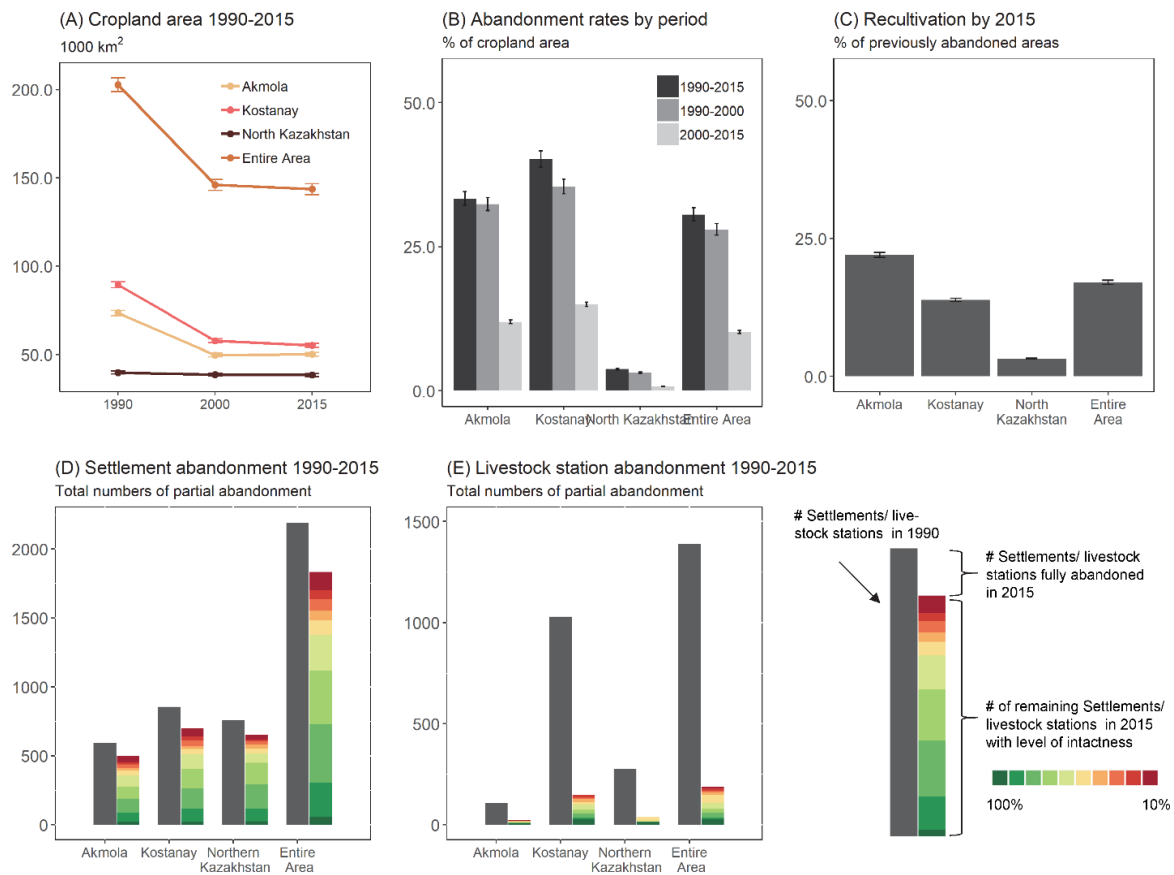 (A) Cropland area 1990-2015
1000 km²
200.0
150.0
100.0
50.0
Akmola
Kostanay
North Kazakhstan
Entire Area
1990
2000
2015
(B) Abandonment rates by period
% of cropland area
50.0
25.0
0.0
1990-2015
1990-2000
2000-2015
Akmola
Kostanay
North Kazakhstan
Entire Area
(C) Recultivation by 2015
% of previously abandoned areas
50.0
25.0
0.0
Akmola
Kostanay
North
Kazakhstan
Entire
Area
(D) Settlement abandonment 1990-2015
Total numbers of partial abandonment
2000
1500
1000
500
0
Akmola
Kostanay
Northern
Kazakhstan
Entire
Area
(E) Livestock station abandonment 1990-2015
Total numbers of partial abandonment
1500
1000
500
0
Akmola
Kostanay
Northern
Kazakhstan
Entire
Area
# Settlements/ live-
stock stations in 1990
# Settlements/ livestock
stations fully abandoned
in 2015
# of remaining Settlements/
livestock stations in 2015
with level of intactness
100%
10%